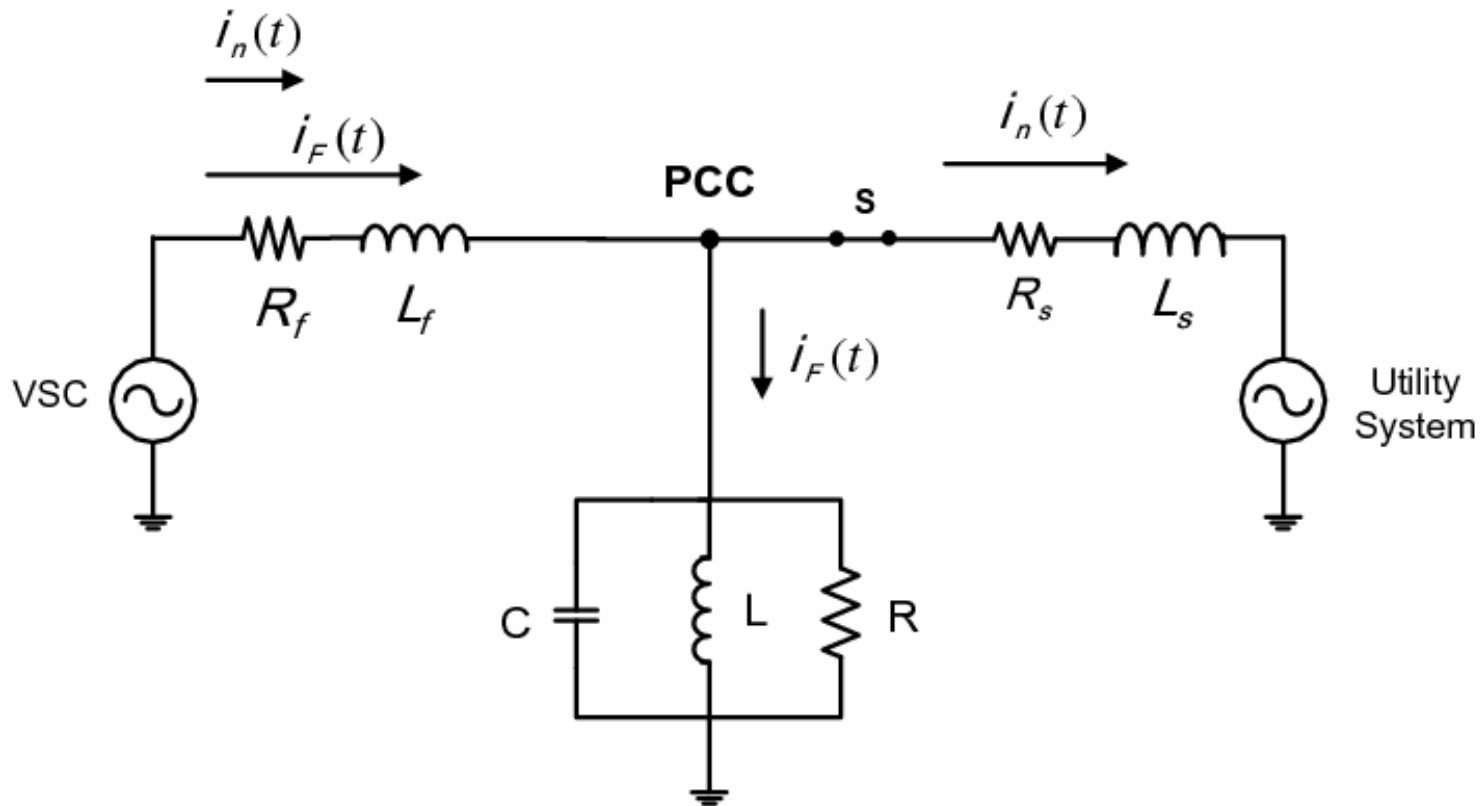 i_n(t)
i_F(t)
i_n(t)
PCC
S
R_f
L_f
R_s
L_s
i_F(t)
VSC
Utility
System
C
L
R